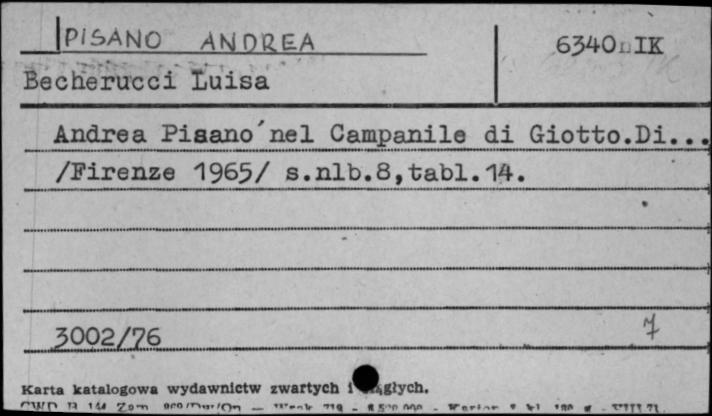 PISANO ANDREA
6340 IK
Becherucci Luisa
Andrea Pisano nel Campanile di Giotto.Di...
/Firenze 1965/ s.nlb.8,tabl.14.
3002/76
7
Karta katalogowa wydawnictw zwartych i